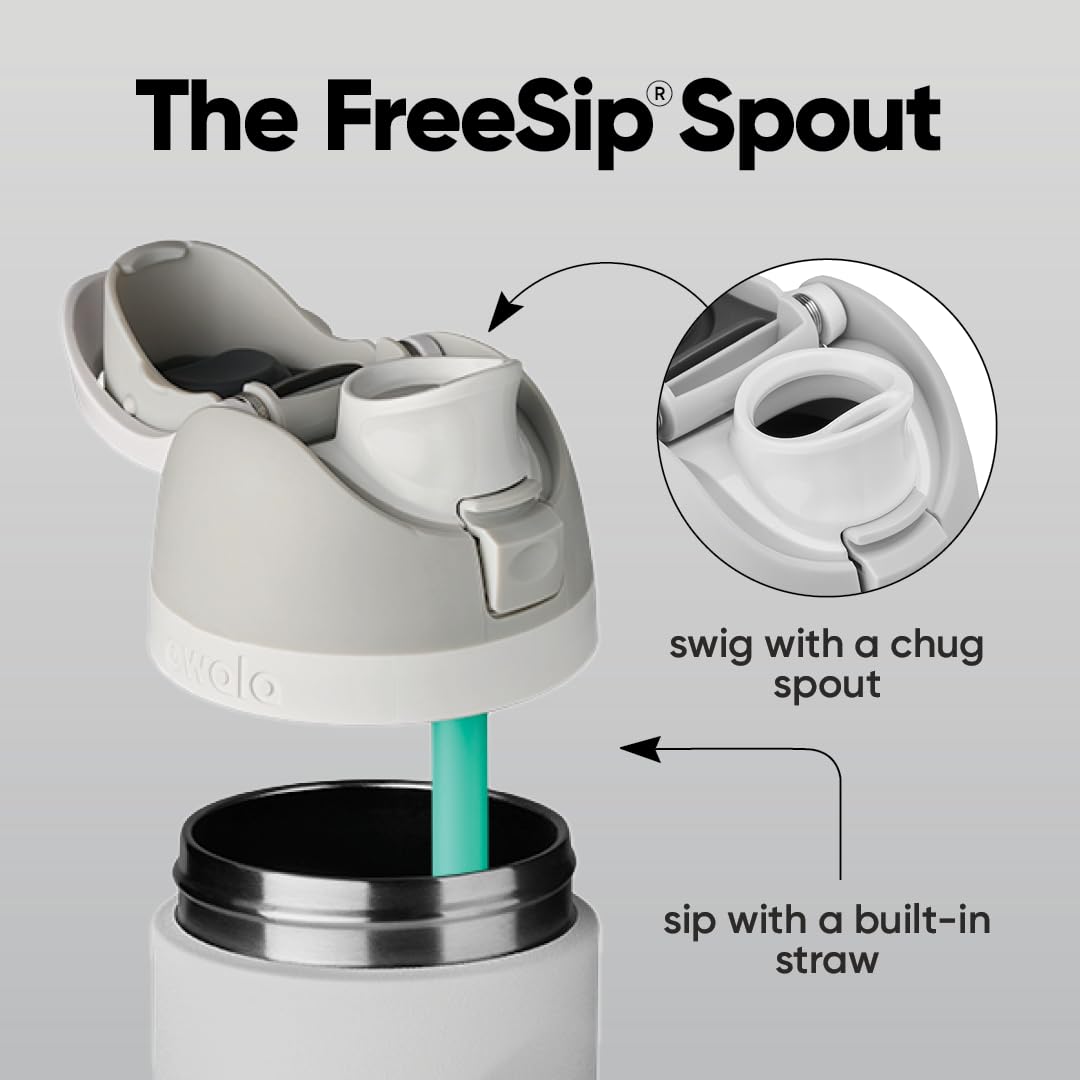 The FreeSip® Spout
swig with a chug
spout
owala
sip with a built-in
straw